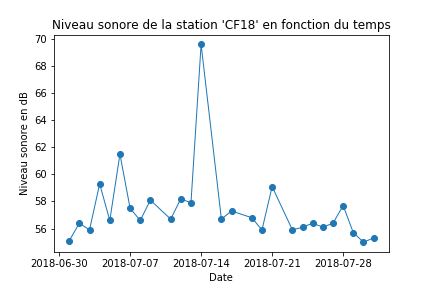 Niveau sonore de la station 'CF18' en fonction du temps
Niveau sonore en dB
70
68
66
64
62
60
58
56
2018-06-30 2018-07-07 2018-07-14 2018-07-21 2018-07-28
Date